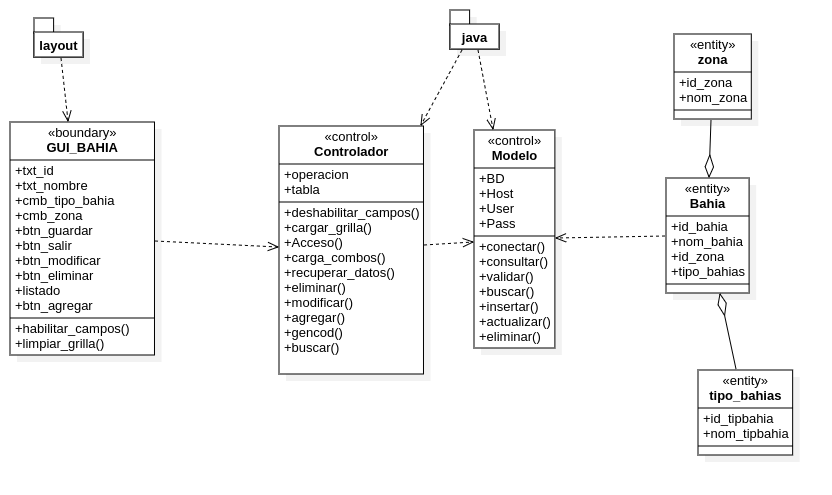 layout
«boundary»
GUI_BAHIA
+txt_id
+txt_nombre
+cmb_tipo_bahia
+cmb_zona
+btn_guardar
+btn_salir
+btn_modificar
+btn_eliminar
+listado
+btn_agregar
+habilitar_campos()
+limpiar_grilla()
java
«control»
Controlador
+operacion
+tabla
+deshabilitar_campos()
+cargar_grilla()
+Acceso()
+carga_combos()
+recuperar_datos()
+eliminar()
+modificar()
+agregar()
+gencod()
+buscar()
«control»
Modelo
+BD
+Host
+User
+Pass
+conectar()
+consultar()
+validar()
+buscar()
+insertar()
+actualizar()
+eliminar()
«entity»
zona
+id_zona
+nom_zona
«entity»
Bahia
+id_bahia
+nom_bahia
+id_zona
+tipo_bahias
«entity»
tipo_bahias
+id_tipbahia
+nom_tipbahia